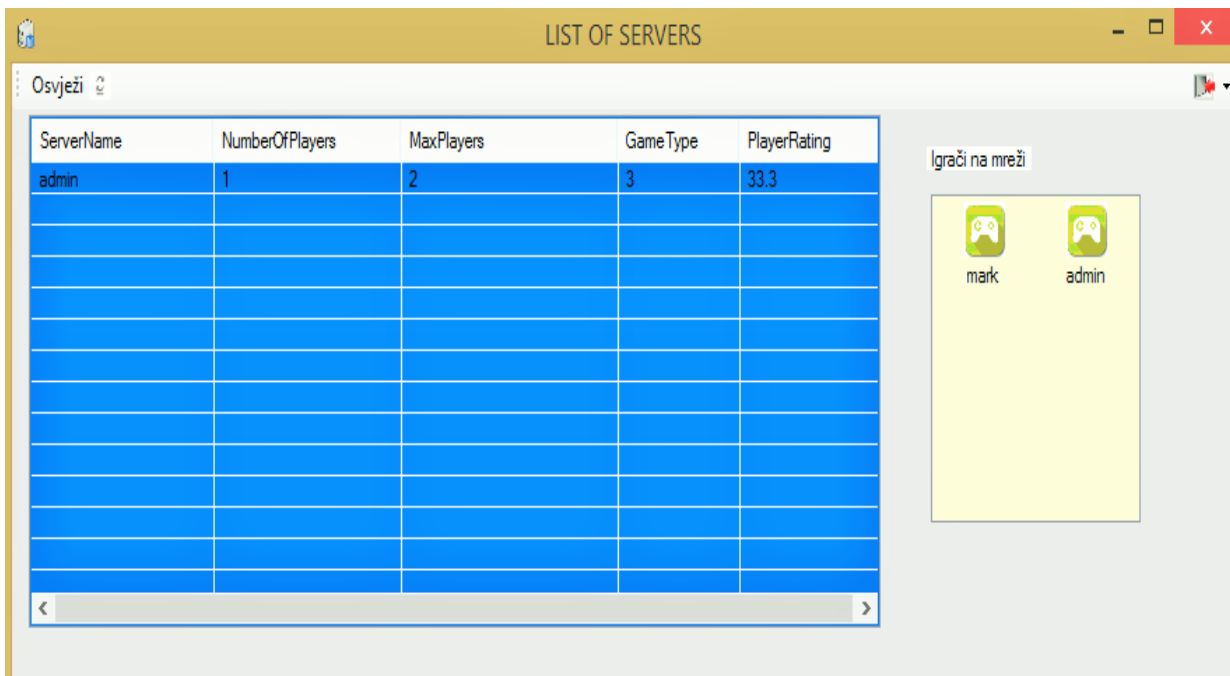 LIST OF SERVERS
Osvježi
ServerName NumberOfPlayers MaxPlayers GameType PlayerRating
admin 1 2 3 33.3
Igrači na mreži
mark admin